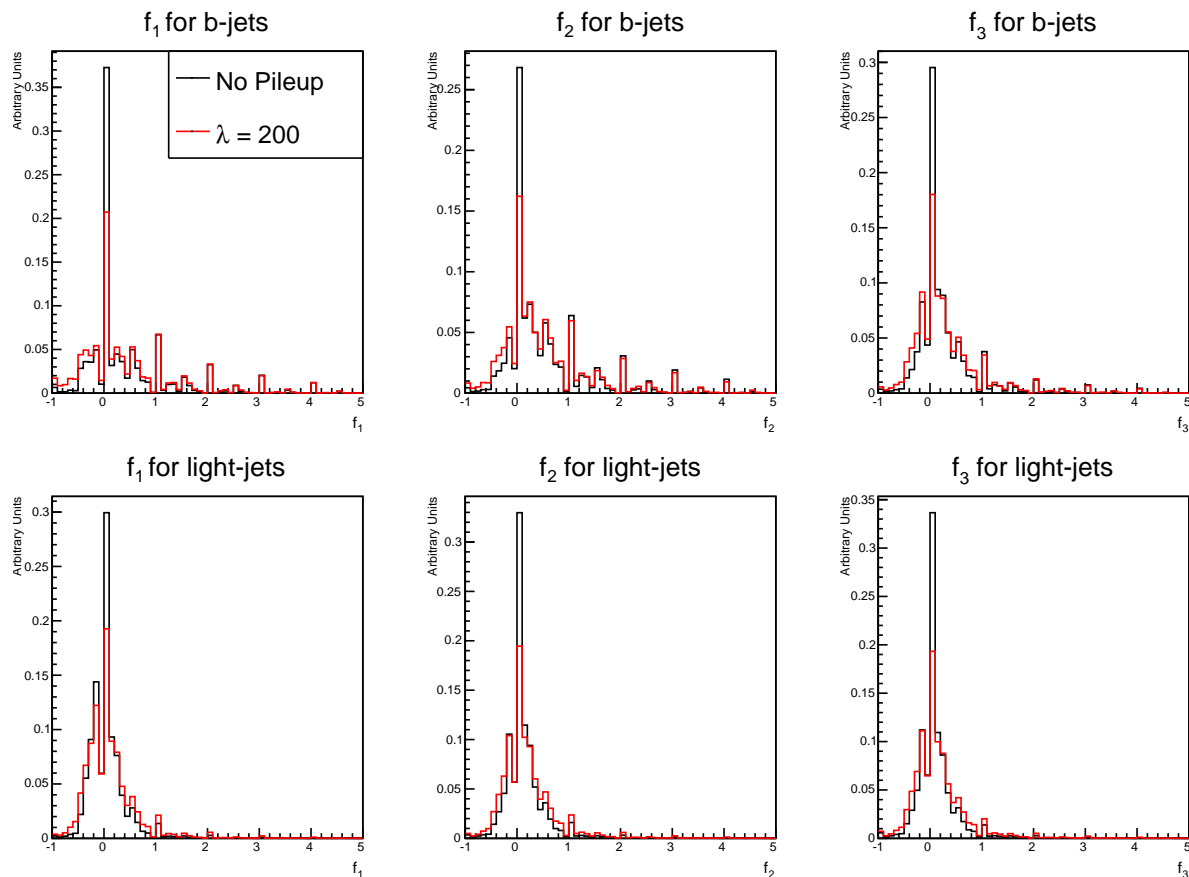 f₁ for b-jets
Arbitrary Units
0.35
0.3
0.25
0.2
0.15
0.1
0.05
0
-1 0 1 2 3 4 5
f₁
No Pileup
λ = 200
f₂ for b-jets
Arbitrary Units
0.25
0.2
0.15
0.1
0.05
0
-1 0 1 2 3 4 5
f₂
f₃ for b-jets
Arbitrary Units
0.3
0.25
0.2
0.15
0.1
0.05
0
-1 0 1 2 3 4 5
f₃
f₁ for light-jets
Arbitrary Units
0.3
0.25
0.2
0.15
0.1
0.05
0
-1 0 1 2 3 4 5
f₁
f₂ for light-jets
Arbitrary Units
0.3
0.25
0.2
0.15
0.1
0.05
0
-1 0 1 2 3 4 5
f₂
f₃ for light-jets
Arbitrary Units
0.35
0.3
0.25
0.2
0.15
0.1
0.05
0
-1 0 1 2 3 4 5
f₃